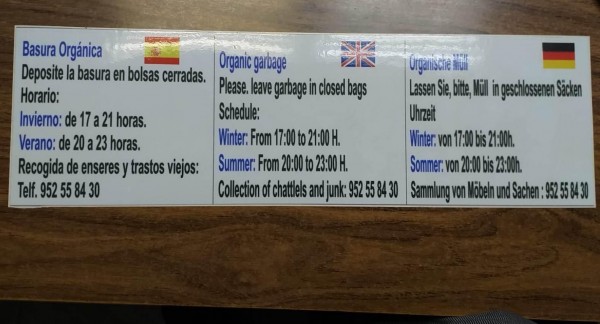 Basura Orgánica
Deposite la basura en bolsas cerradas.
Horario:
Invierno: de 17 a 21 horas.
Verano: de 20 a 23 horas.
Recogida de enseres y trastos viejos:
Telf. 952 55 84 30
Organic garbage
Please. leave garbage in closed bags
Schedule:
Winter: From 17:00 to 21:00 H.
Summer: From 20:00 to 23:00 H.
Collection of chattlels and junk: 952 55 84 30
Organische Müll
Lassen Sie, bitte, Müll in geschlossenen Säcken
Uhrzeit
Winter: von 17:00 bis 21:00h.
Sommer: von 20:00 bis 23:00h.
Sammlung von Möbeln und Sachen : 952 55 84 30